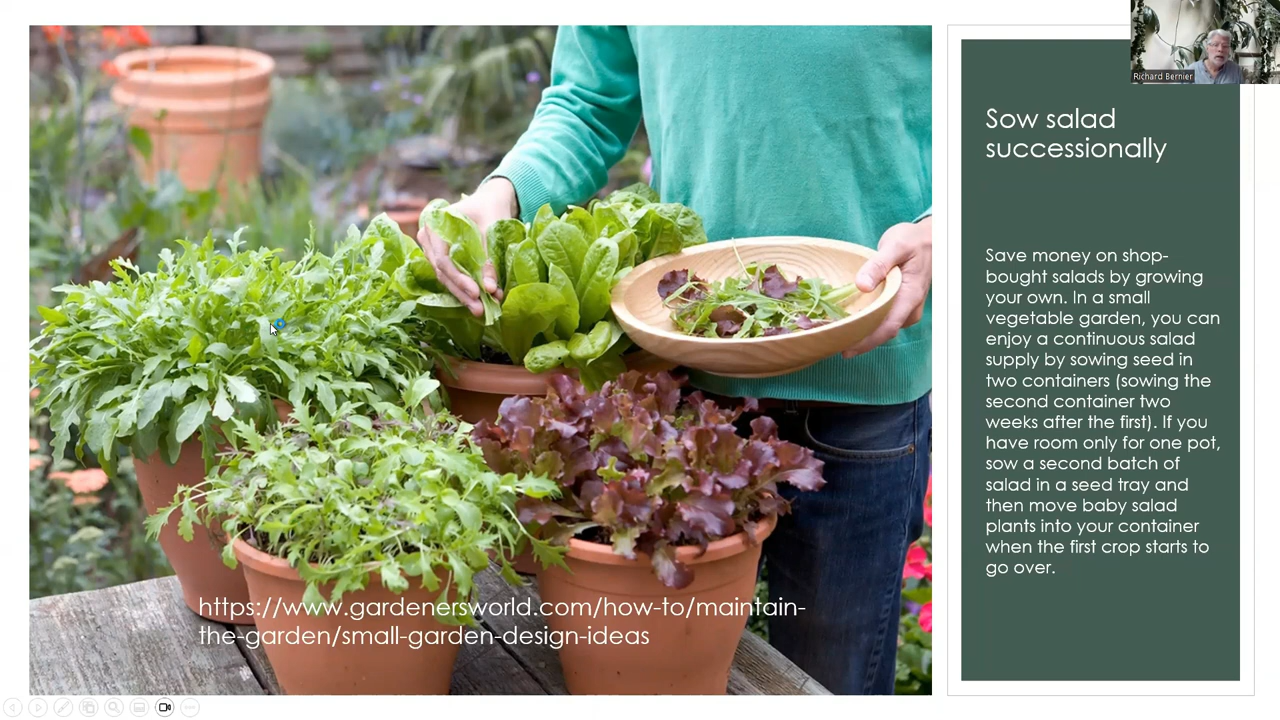 Richard Bernier
Sow salad
successionally
Save money on shop-
bought salads by growing
your own. In a small
vegetable garden, you can
enjoy a continuous salad
supply by sowing seed in
two containers (sowing the
second container two
weeks after the first). If you
have room only for one pot,
sow a second batch of
salad in a seed tray and
then move baby salad
plants into your container
when the first crop starts to
go over.
https://www.gardenersworld.com/how-to/maintain-
the-garden/small-garden-design-ideas